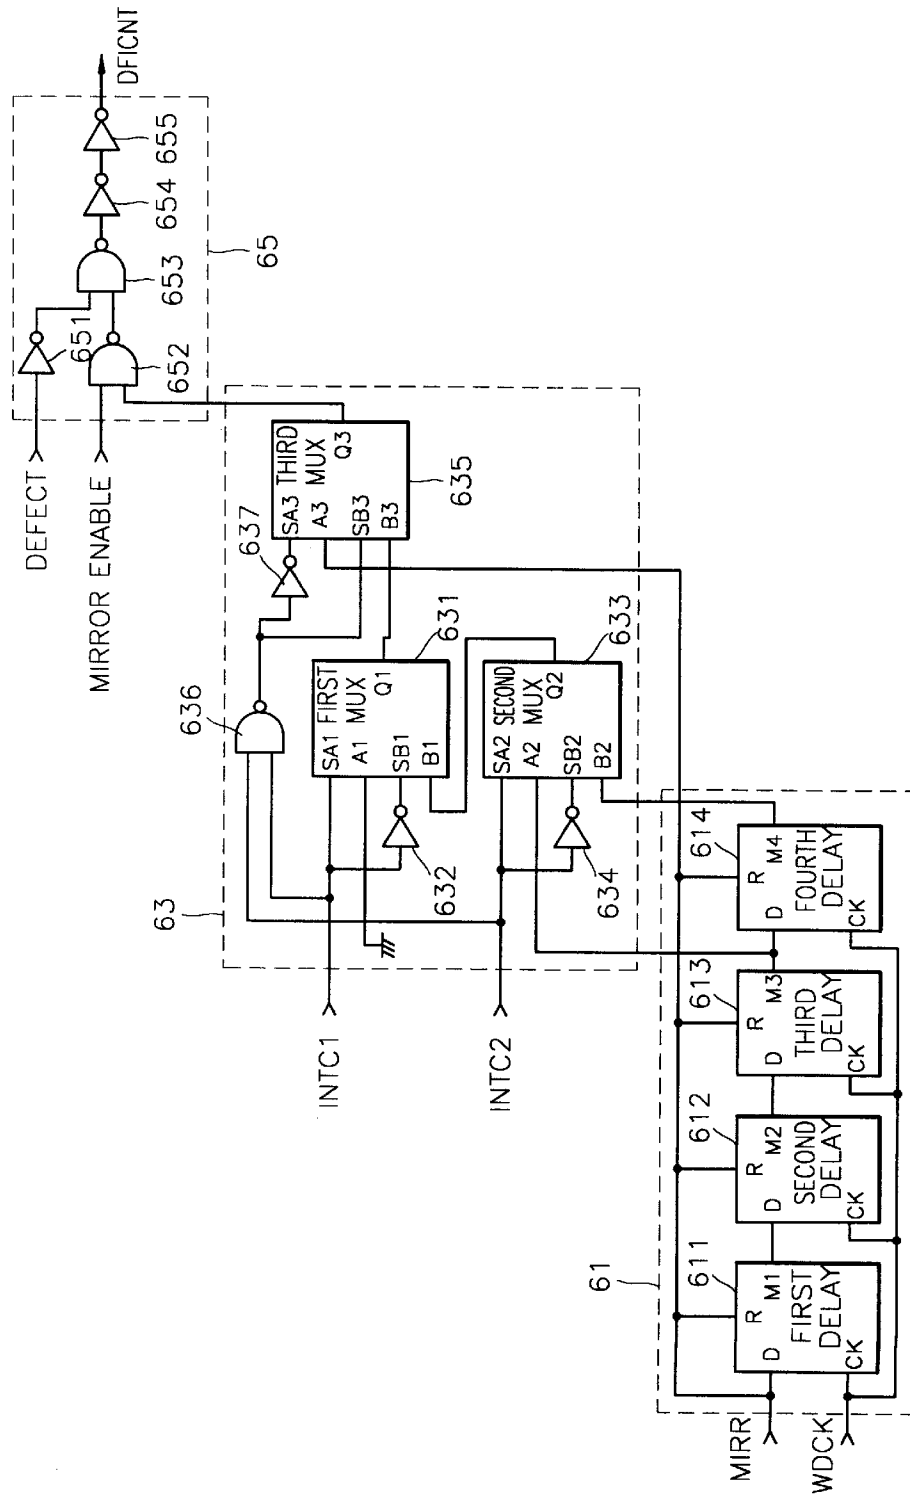 DEFECT
MIRROR ENABLE
651
652
653
654
655
65
DFICNT
63
636
637
SA3 THIRD
A3 MUX
SB3 Q3
B3
635
INTC1
SA1 FIRST
A1 MUX
SB1 Q1
B1
631
632
INTC2
SA2 SECOND
A2 MUX
SB2 Q2
B2
633
634
61
MIRR
WDCK
611
R
D M1
FIRST
DELAY
CK
612
R
D M2
SECOND
DELAY
CK
613
R
D M3
THIRD
DELAY
CK
614
R
D M4
FOURTH
DELAY
CK